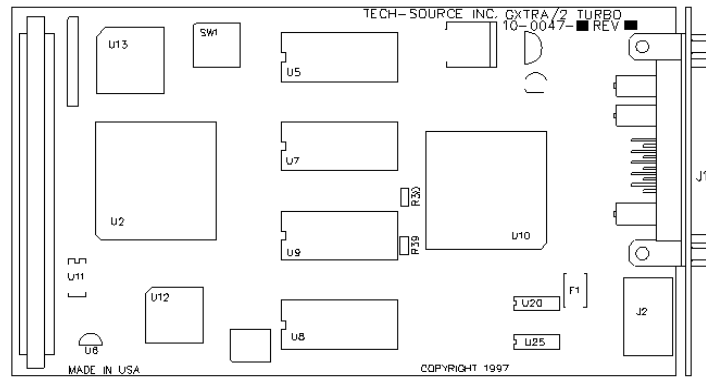 TECH-SOURCE INC. GXTRA/2 TURBO
10-0047-■ REV ■
U13
SW1
U5
U7
R30
J1
U2
U10
R39
U9
U11
F1
U12
U20
J2
U8
U25
U6
MADE IN USA
COPYRIGHT 1997